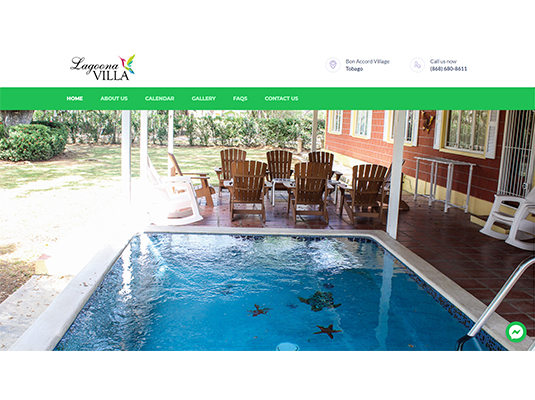 Lagoona
VILLA
Bon Accord Village
Tobago
Call us now
(868) 680-8611
HOME ABOUT US CALENDAR GALLERY FAQS CONTACT US